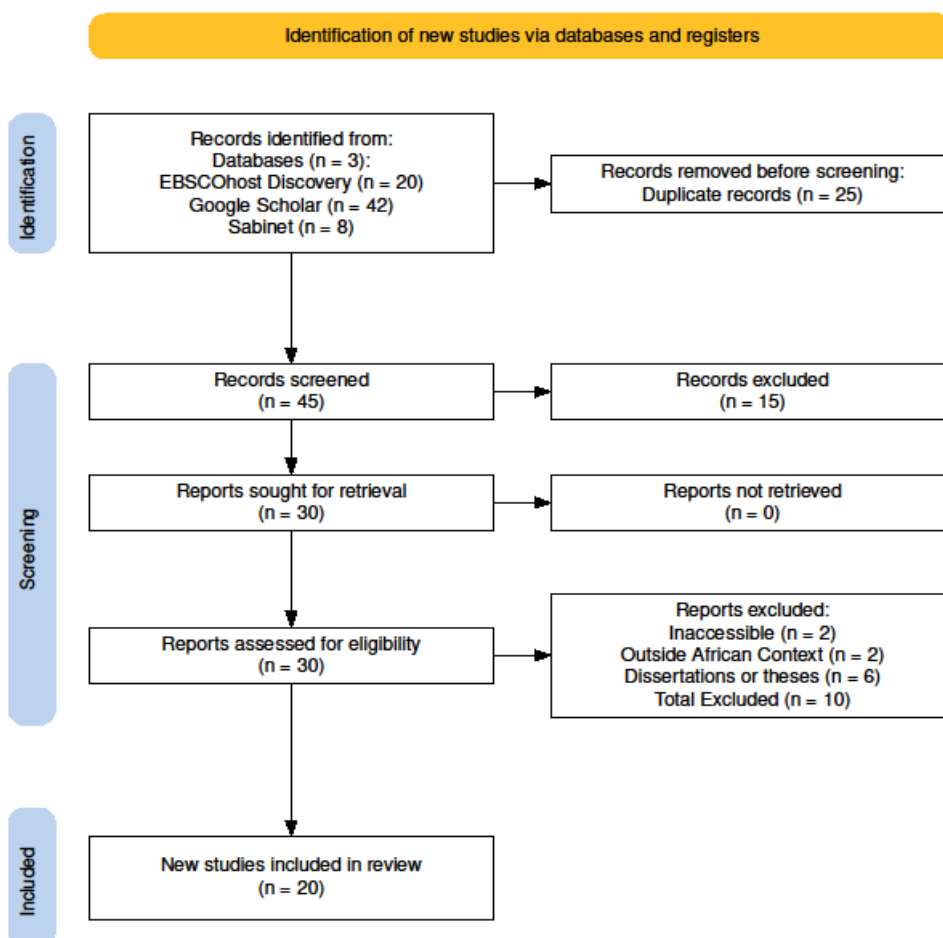 Identification of new studies via databases and registers
Identification
Records identified from:
Databases (n = 3):
EBSCOhost Discovery (n = 20)
Google Scholar (n = 42)
Sabinet (n = 8)
Records removed before screening:
Duplicate records (n = 25)
Screening
Records screened
(n = 45)
Records excluded
(n = 15)
Reports sought for retrieval
(n = 30)
Reports not retrieved
(n = 0)
Reports assessed for eligibility
(n = 30)
Reports excluded:
Inaccessible (n = 2)
Outside African Context (n = 2)
Dissertations or theses (n = 6)
Total Excluded (n = 10)
Included
New studies included in review
(n = 20)